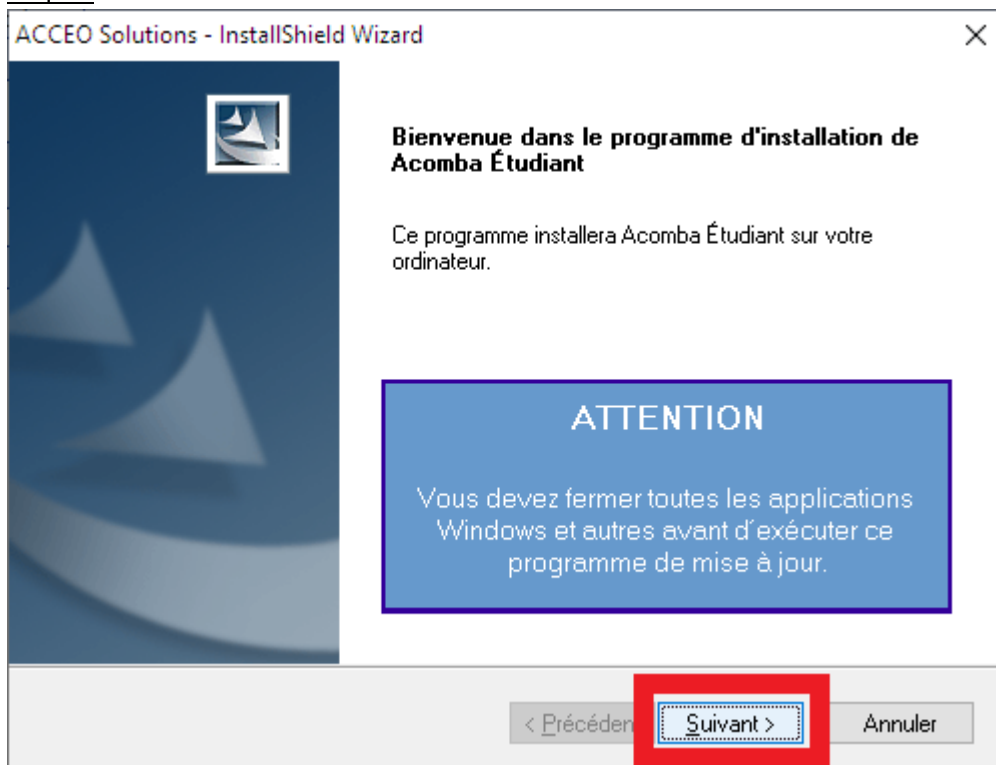 ACCEO Solutions - InstallShield Wizard
Bienvenue dans le programme d'installation de
Acomba Étudiant
Ce programme installera Acomba Étudiant sur votre
ordinateur.
ATTENTION
Vous devez fermer toutes les applications
Windows et autres avant d´exécuter ce
programme de mise à jour.
< Précéden
Suivant >
Annuler